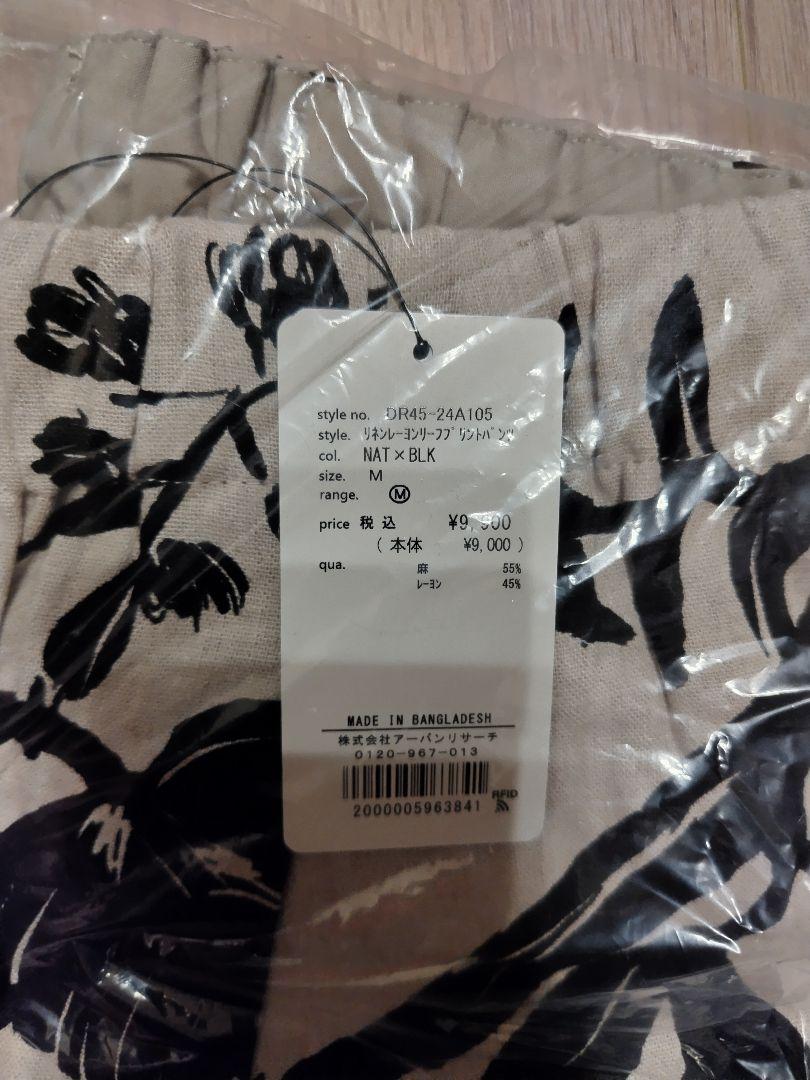 style no. DR45-24A105
style. ﾘﾈﾝﾚｰﾖﾝﾘｰﾌﾌﾟﾘﾝﾄﾊﾟﾝﾂ
col. NAT×BLK
size. M
range. Ⓜ
price 税込 ¥9,900
( 本体 ¥9,000 )
qua. 麻 55%
ﾚｰﾖﾝ 45%
MADE IN BANGLADESH
株式会社アーバンリサーチ
0120-967-013
RFID
2000005963841